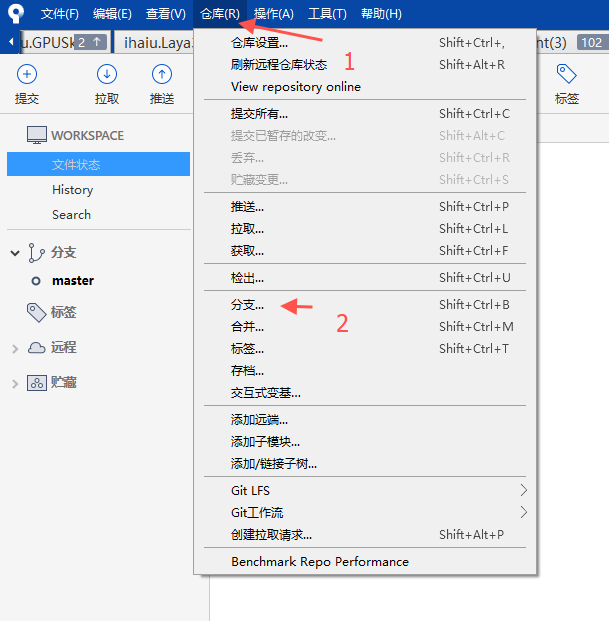 文件(F) 编辑(E) 查看(V) 仓库(R) 操作(A) 工具(T) 帮助(H)
u.GPUSk 2 ihaiu.Laya. nt(3) 102
提交 拉取 推送 标签
WORKSPACE
文件状态
History
Search
分支
master
标签
远程
贮藏
仓库设置... Shift+Ctrl+,
刷新远程仓库状态 Shift+Alt+R
View repository online
提交所有... Shift+Ctrl+C
提交已暂存的改变... Shift+Alt+C
丢弃... Shift+Ctrl+R
贮藏变更... Shift+Ctrl+S
推送... Shift+Ctrl+P
拉取... Shift+Ctrl+L
获取... Shift+Ctrl+F
检出... Shift+Ctrl+U
分支... Shift+Ctrl+B
合并... Shift+Ctrl+M
标签... Shift+Ctrl+T
存档...
交互式变基...
添加远端...
添加子模块...
添加/链接子树...
Git LFS
Git工作流
创建拉取请求... Shift+Alt+P
Benchmark Repo Performance
1
2